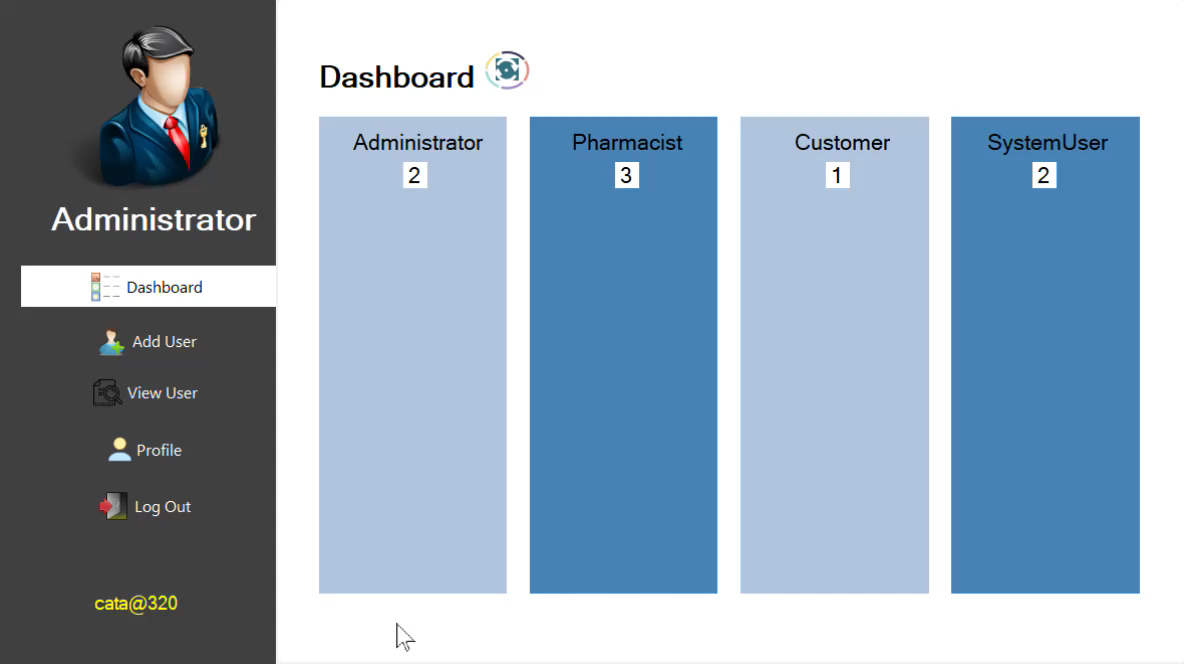 Administrator
Dashboard
Add User
View User
Profile
Log Out
cata@320
Dashboard
Administrator
2
Pharmacist
3
Customer
1
SystemUser
2